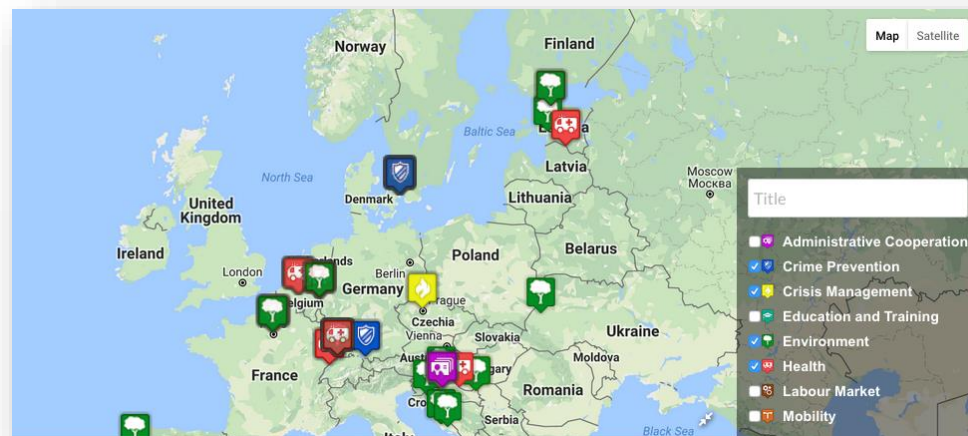 Norway
Finland
Map
Satellite
Baltic Sea
Latvia
Moscow
Москва
North Sea
Denmark
Lithuania
United
Kingdom
Title
Ireland
Belarus
Administrative Cooperation
London
Berlin
Poland
Crime Prevention
Germany
Crisis Management
Czechia
Education and Training
Vienna
Slovakia
Ukraine
Environment
Moldova
France
Health
Romania
Labour Market
Serbia
Mobility
Black Sea